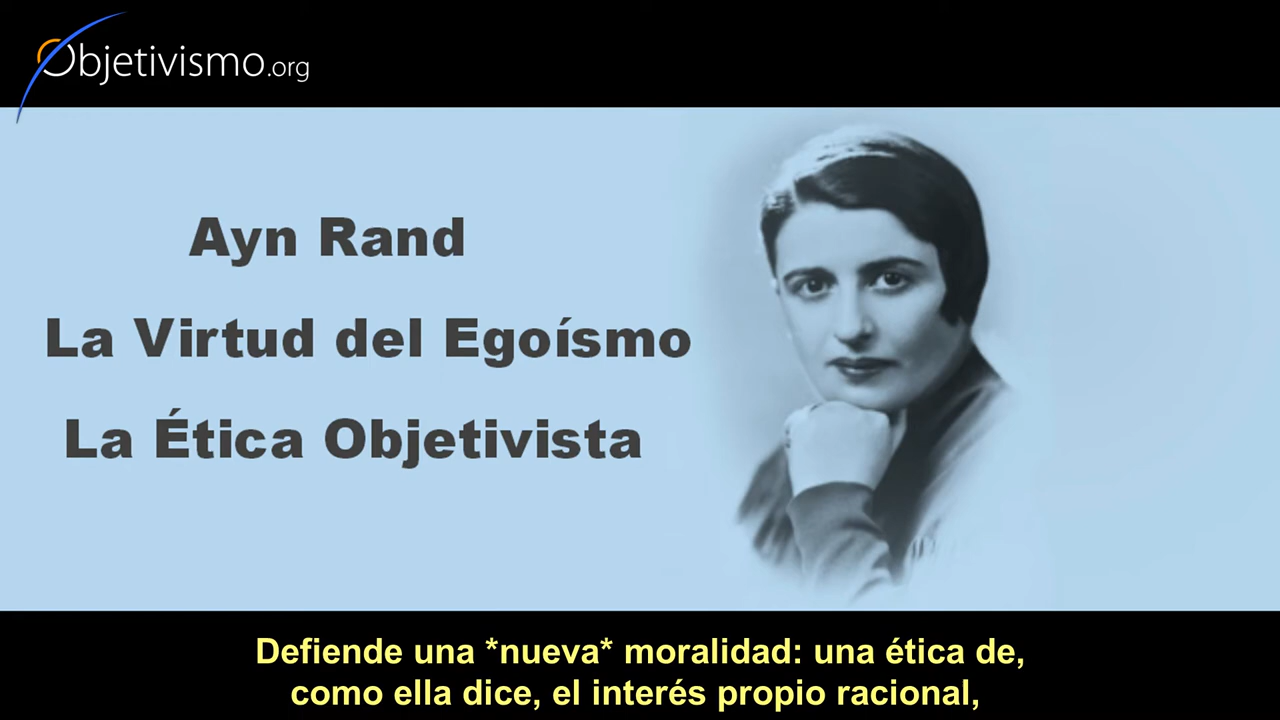 Objetivismo.org
Ayn Rand
La Virtud del Egoísmo
La Ética Objetivista
Defiende una *nueva* moralidad: una ética de,
como ella dice, el interés propio racional,